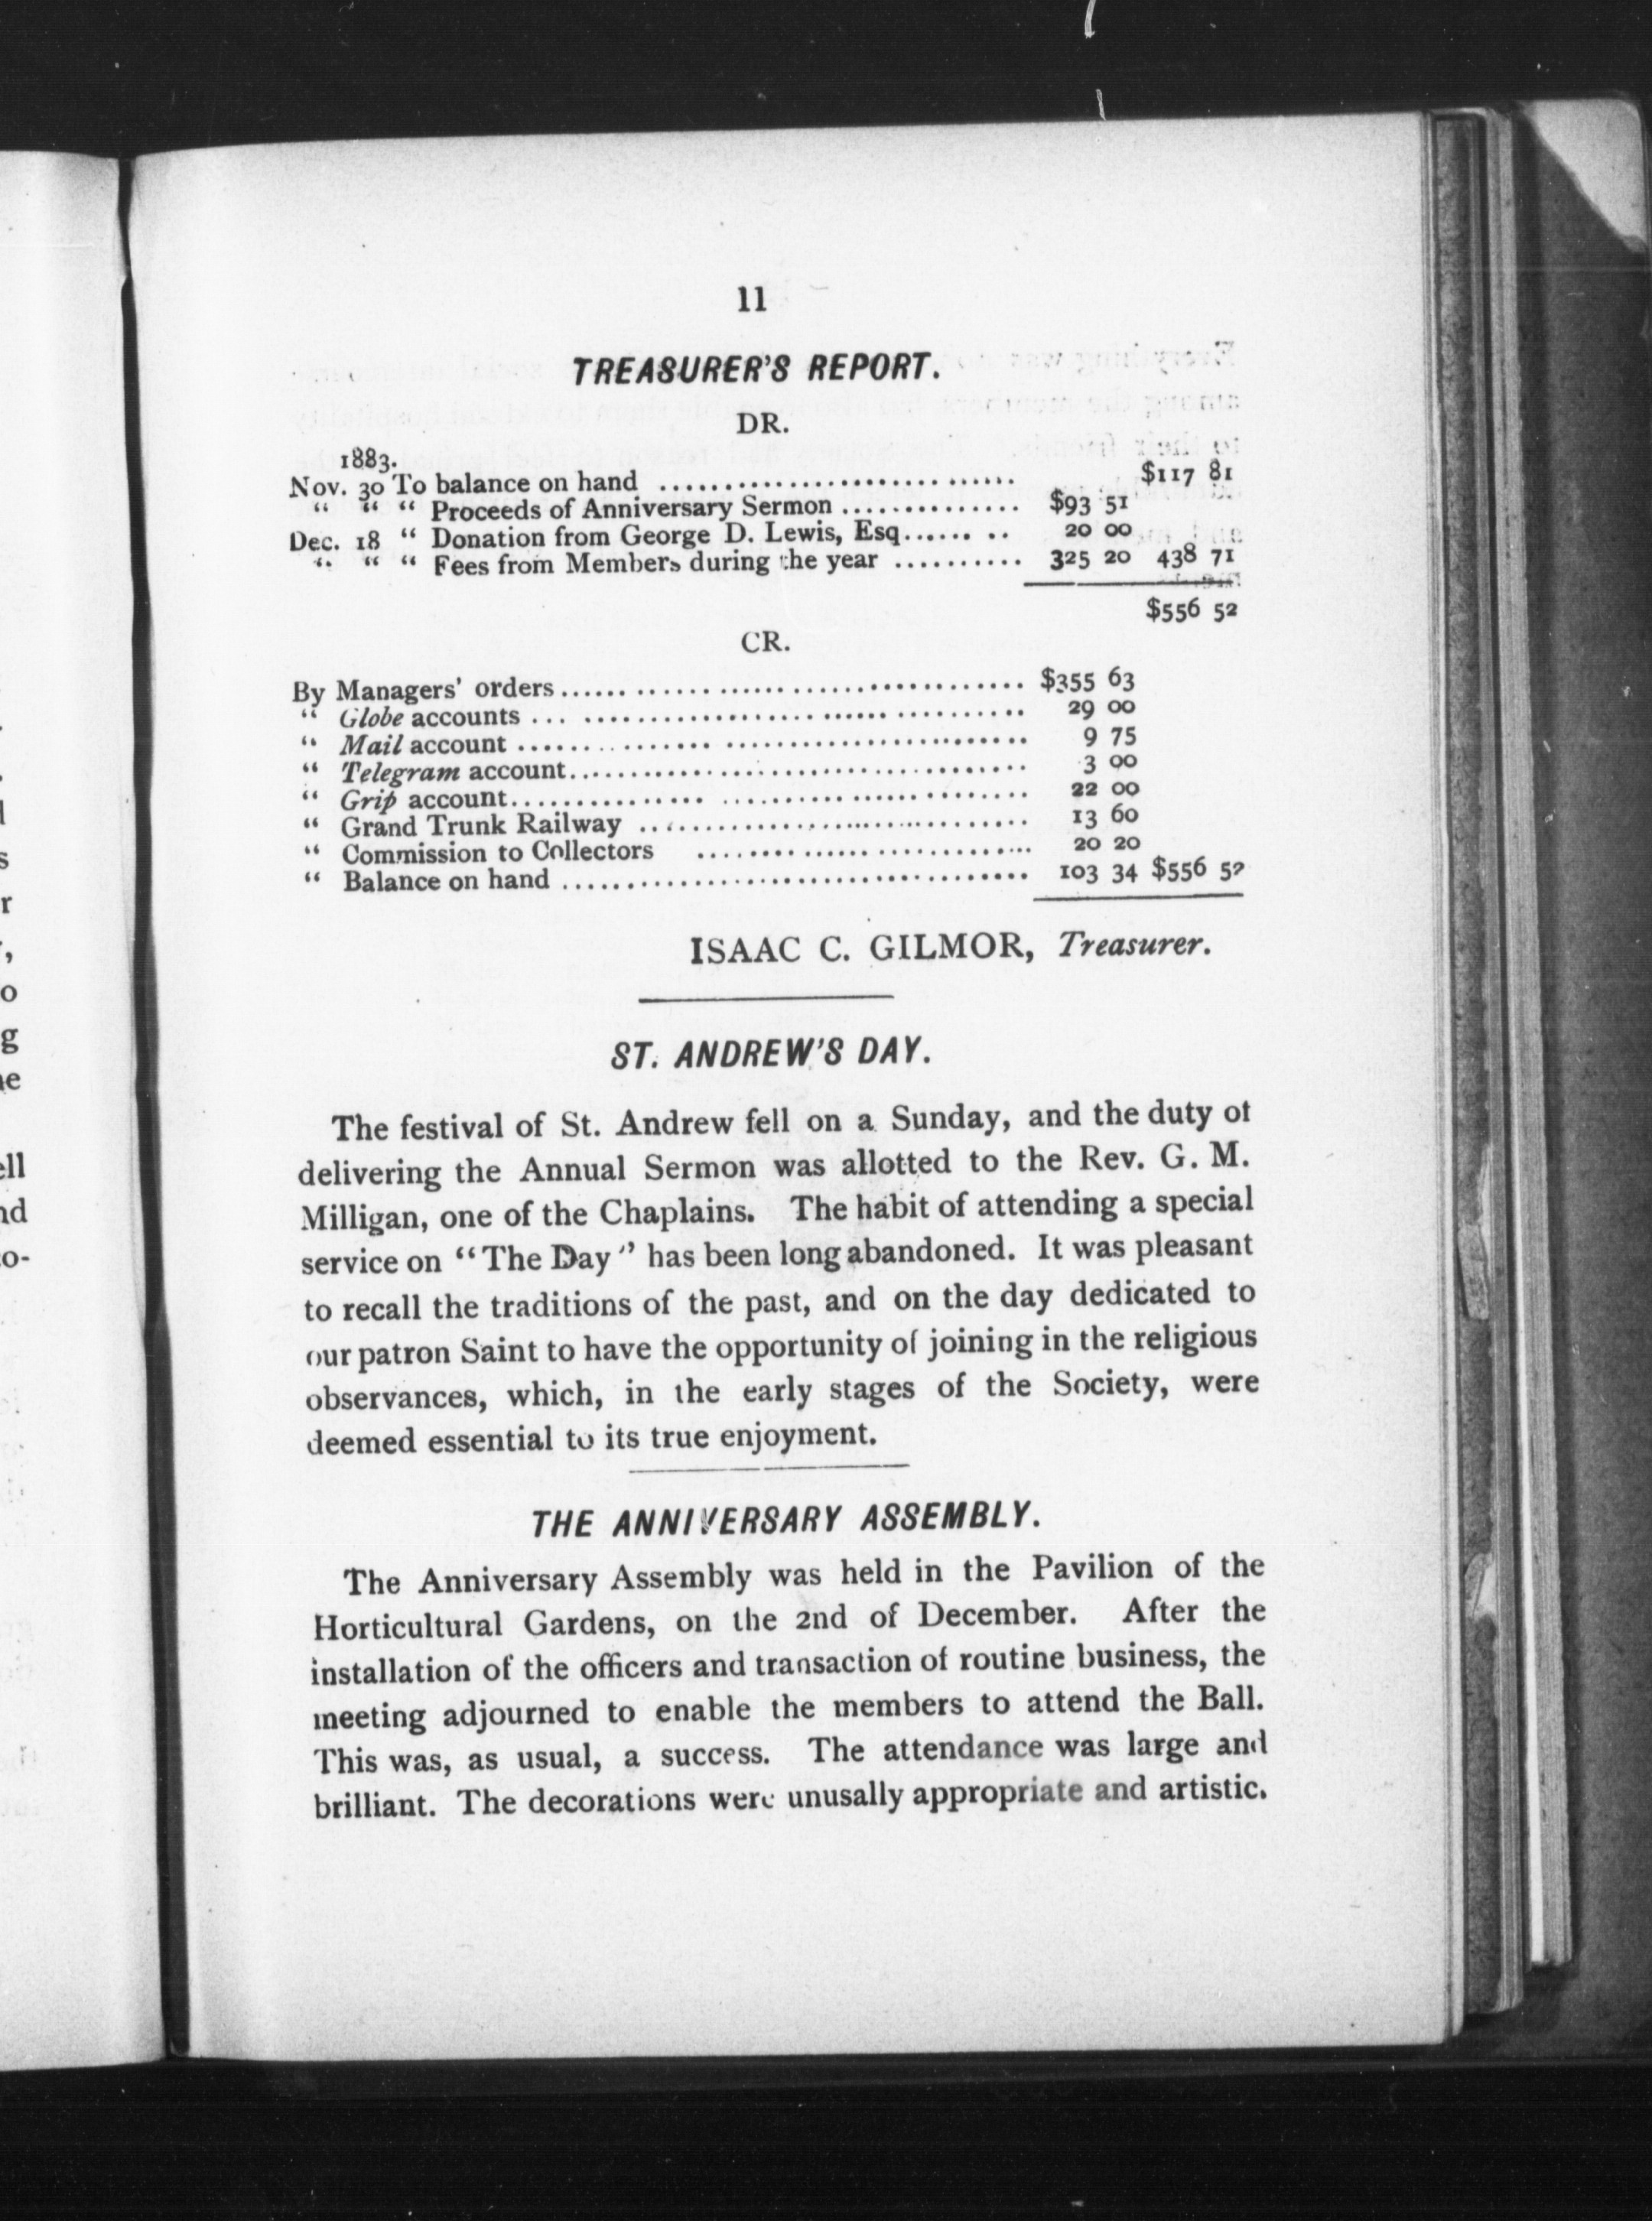 11
TREASURER'S REPORT.
DR.
1883.
Nov. 30 To balance on hand .............................. $117 81
“ “ “ Proceeds of Anniversary Sermon ............... $93 51
Dec. 18 “ Donation from George D. Lewis, Esq...... .. 20 00
“ “ “ Fees from Members during the year .......... 325 20 438 71
$556 52
CR.
By Managers' orders...... ................................ $355 63
“ Globe accounts ... .................................... 29 00
“ Mail account ......................................... 9 75
“ Telegram account..................................... 3 00
“ Grip account................ ......................... 22 00
“ Grand Trunk Railway ................................ 13 60
“ Commission to Collectors ........................... 20 20
“ Balance on hand ...................................... 103 34 $556 52
ISAAC C. GILMOR, Treasurer.
ST. ANDREW'S DAY.
The festival of St. Andrew fell on a Sunday, and the duty of
delivering the Annual Sermon was allotted to the Rev. G. M.
Milligan, one of the Chaplains. The habit of attending a special
service on “The Day” has been long abandoned. It was pleasant
to recall the traditions of the past, and on the day dedicated to
our patron Saint to have the opportunity of joining in the religious
observances, which, in the early stages of the Society, were
deemed essential to its true enjoyment.
THE ANNIVERSARY ASSEMBLY.
The Anniversary Assembly was held in the Pavilion of the
Horticultural Gardens, on the 2nd of December. After the
installation of the officers and transaction of routine business, the
meeting adjourned to enable the members to attend the Ball.
This was, as usual, a success. The attendance was large and
brilliant. The decorations were unusally appropriate and artistic.